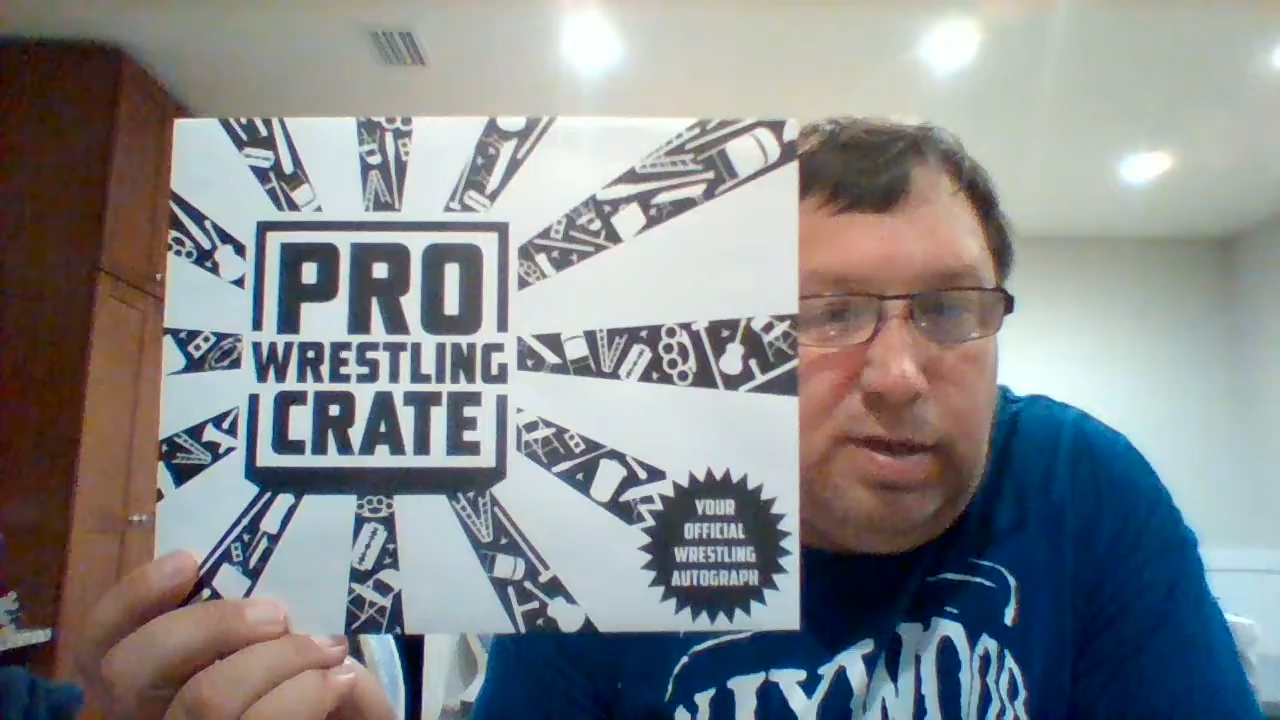 PRO
WRESTLING
CRATE
YOUR
OFFICIAL
WRESTLING
AUTOGRAPH